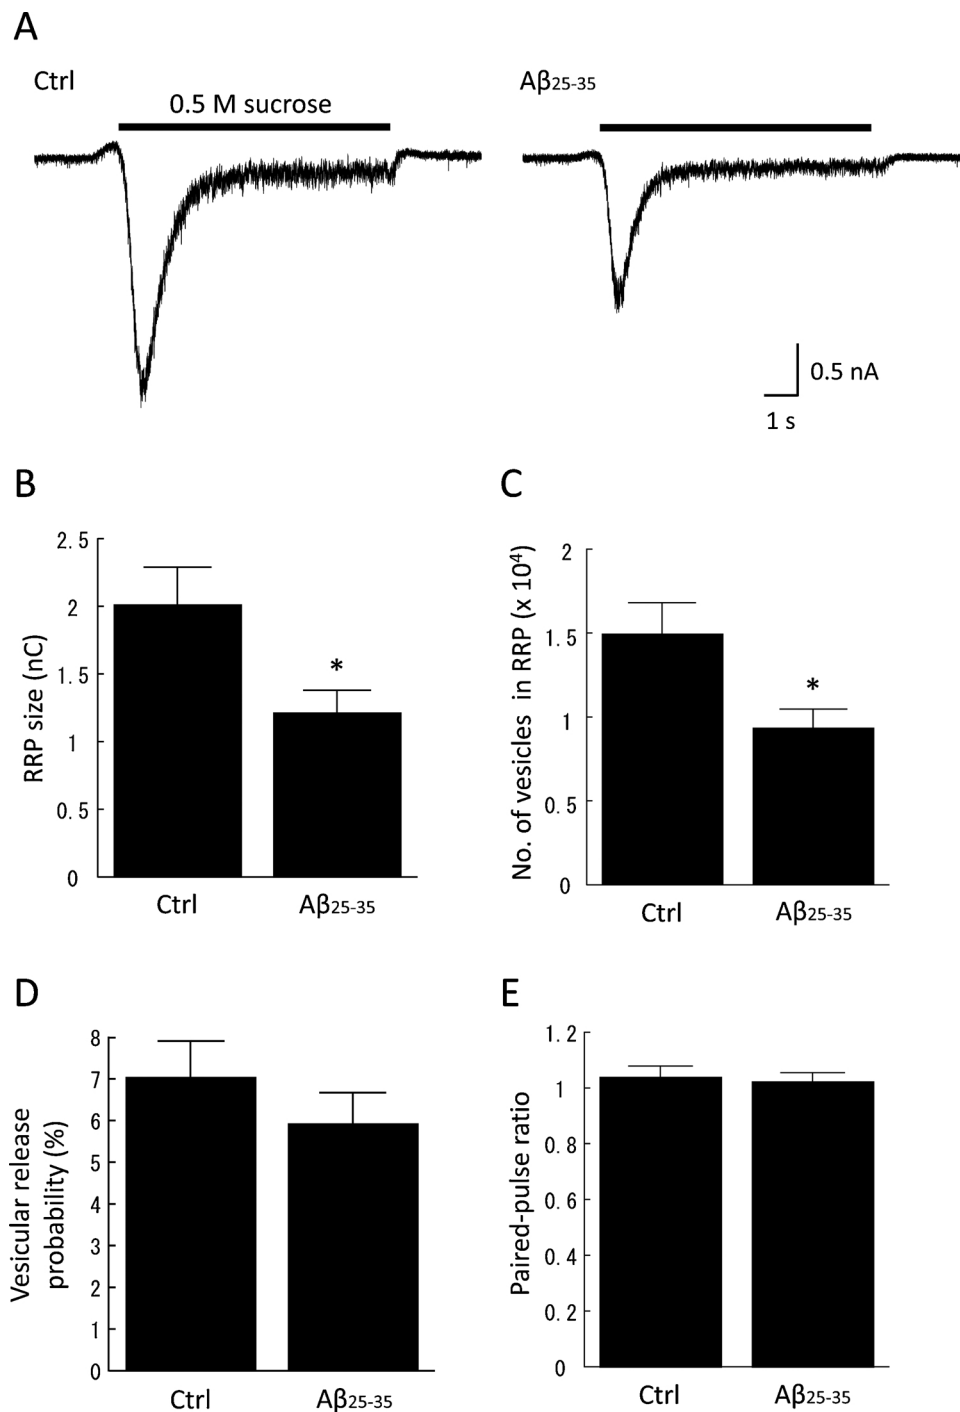 A
Ctrl
Aβ25-35
0.5 M sucrose
0.5 nA
1 s
B
RRP size (nC)
2.5
2
1.5
1
0.5
0
*
Ctrl
Aβ25-35
C
No. of vesicles in RRP (x 10⁴)
2
1.5
1
0.5
0
*
Ctrl
Aβ25-35
D
Vesicular release
probability (%)
8
7
6
5
4
3
2
1
0
Ctrl
Aβ25-35
E
Paired-pulse ratio
1.2
1
0.8
0.6
0.4
0.2
0
Ctrl
Aβ25-35